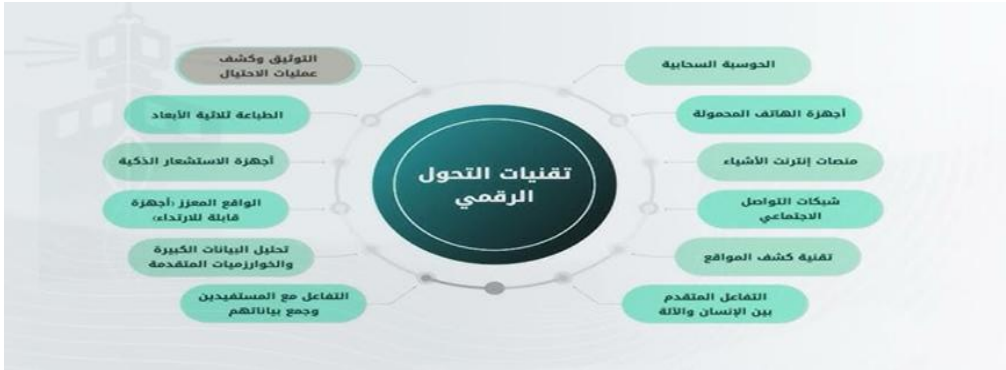 تقنيات التحول
الرقمي
الحوسبة السحابية
أجهزة الهاتف المحمولة
منصات إنترنت الأشياء
شبكات التواصل
الاجتماعي
تقنية كشف المواقع
التفاعل المتقدم
بين الإنسان والآلة
التوثيق وكشف
عمليات الاحتيال
الطباعة ثلاثية الأبعاد
أجهزة الاستشعار الذكية
الواقع المعزز (أجهزة
قابلة للارتداء)
تحليل البيانات الكبيرة
والخوارزميات المتقدمة
التفاعل مع المستفيدين
وجمع بياناتهم